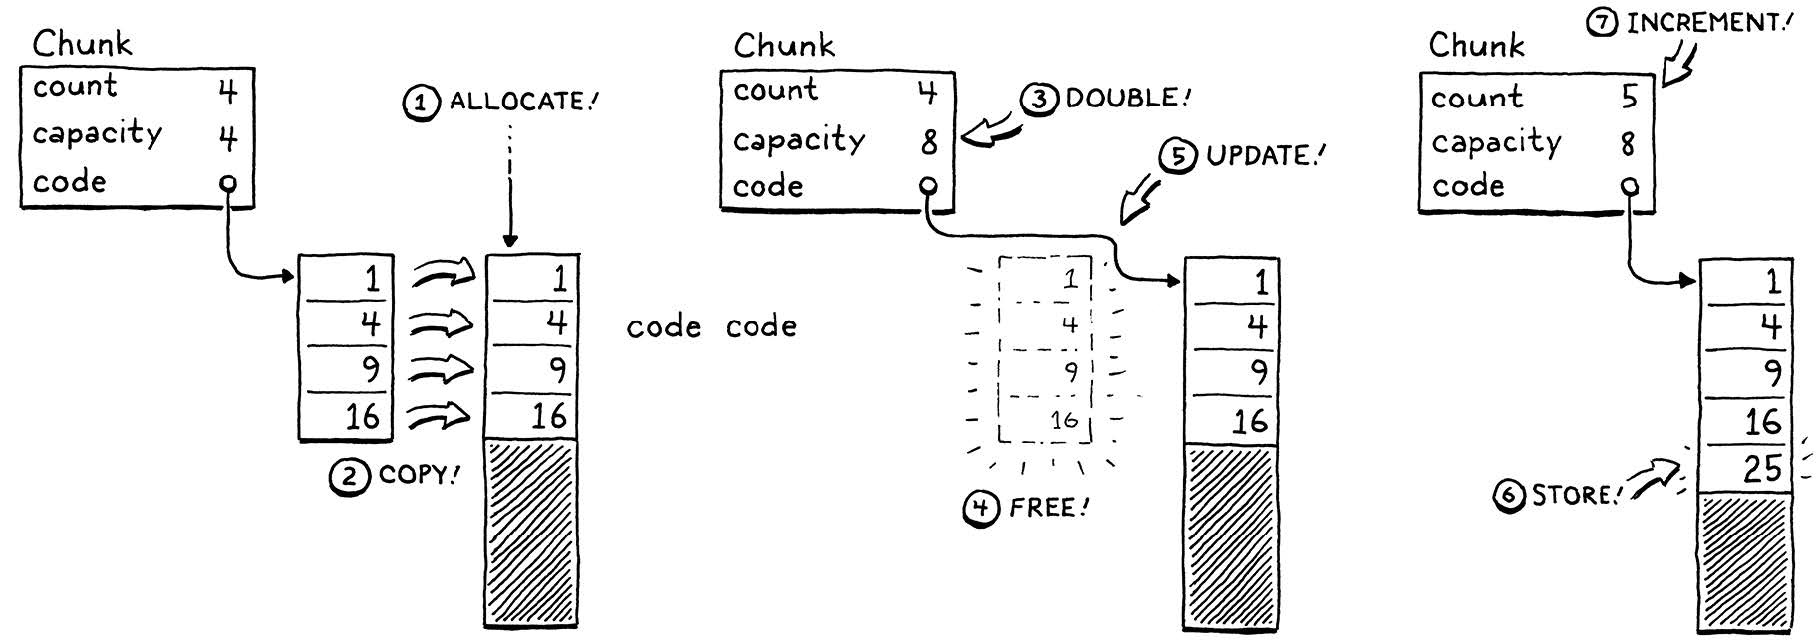 Chunk
count 4
capacity 4
code
① ALLOCATE!
1
4
9
16
1
4
9
16
② COPY!
code code
Chunk
count 4
capacity 8
code
③ DOUBLE!
⑤ UPDATE!
1
4
9
16
④ FREE!
1
4
9
16
Chunk
count 5
capacity 8
code
⑦ INCREMENT!
1
4
9
16
25
⑥ STORE!